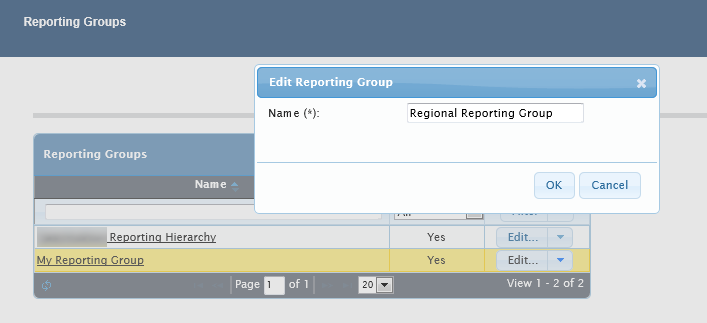 Reporting Groups
Edit Reporting Group
Name (*):
Regional Reporting Group
OK
Cancel
Reporting Groups
Name
Reporting Hierarchy
Yes
Edit...
My Reporting Group
Yes
Edit...
Page 1 of 1
20
View 1 - 2 of 2